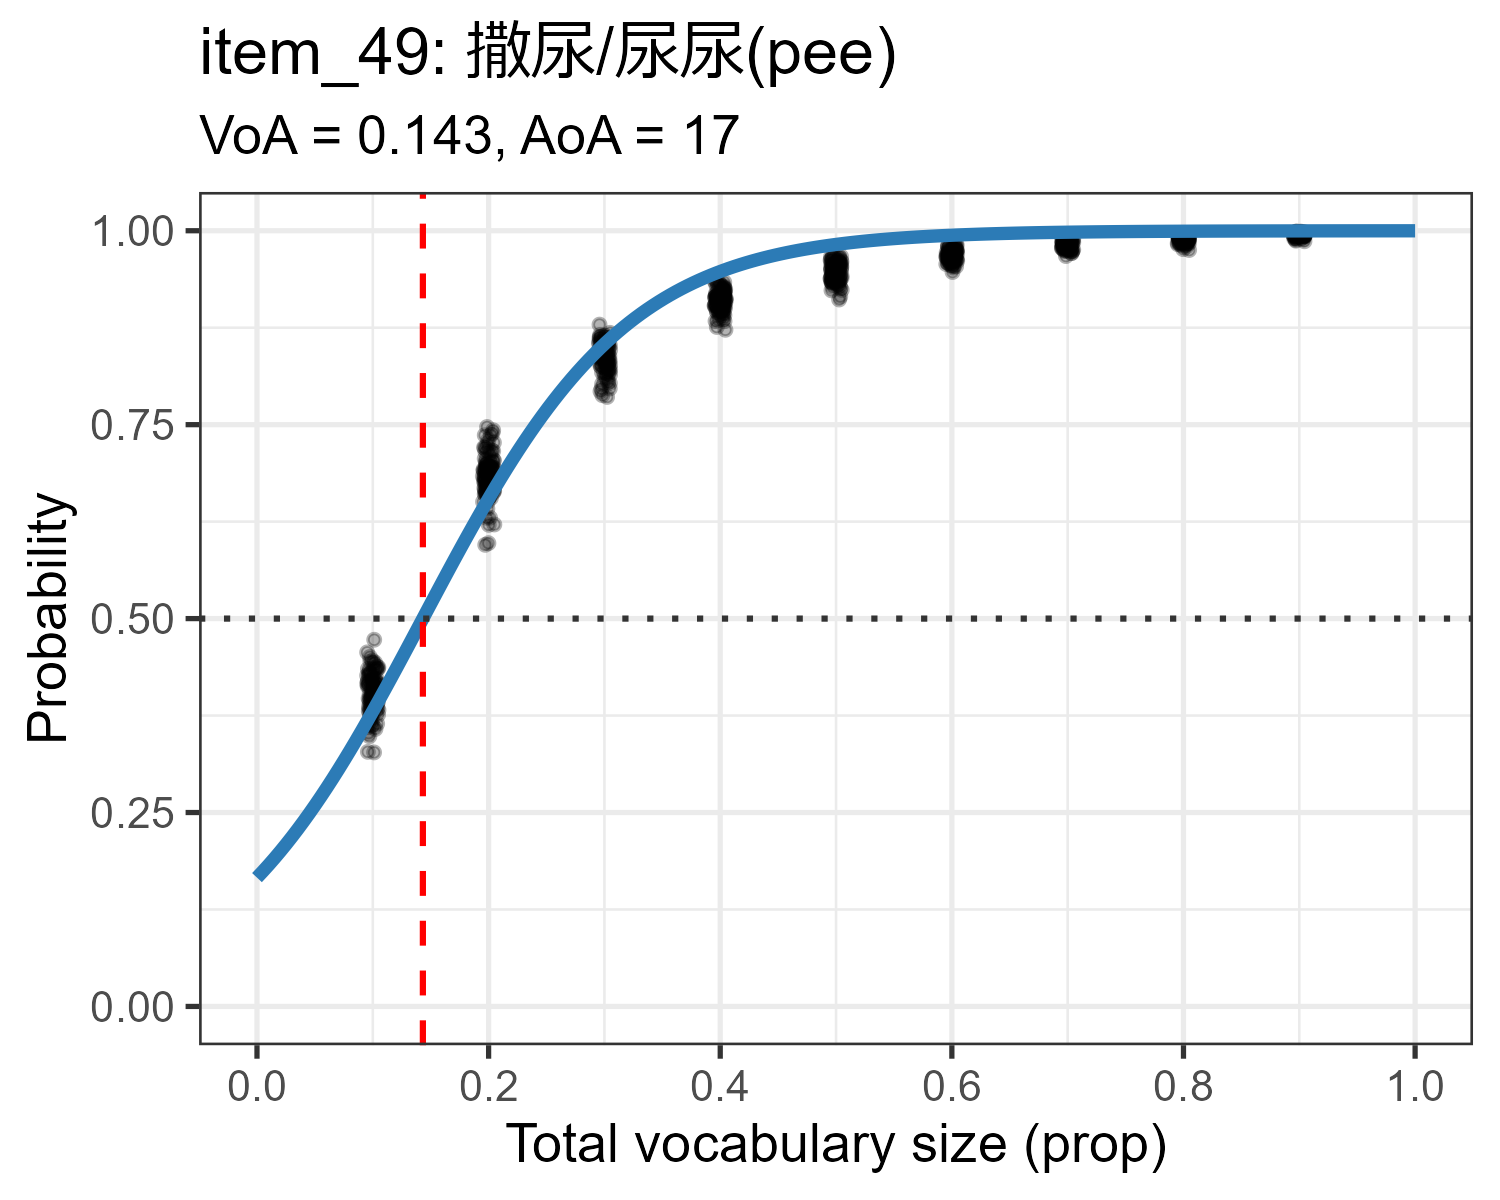 item_49: 撒尿/尿尿(pee)
VoA = 0.143, AoA = 17
1.00
0.75
0.50
0.25
0.00
Probability
0.0 0.2 0.4 0.6 0.8 1.0
Total vocabulary size (prop)